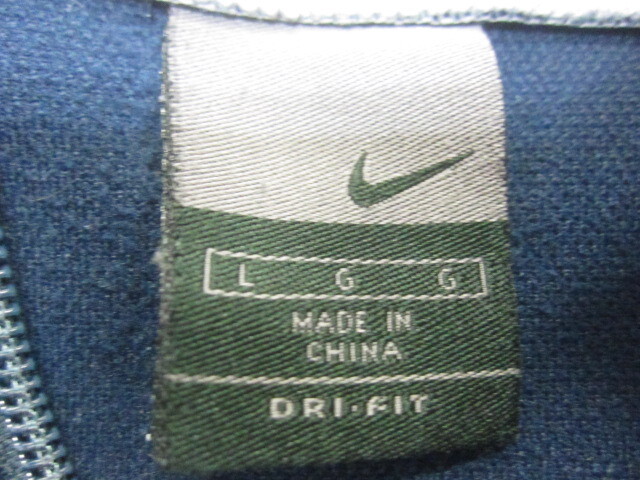 L G G
MADE IN
CHINA
DRI-FIT